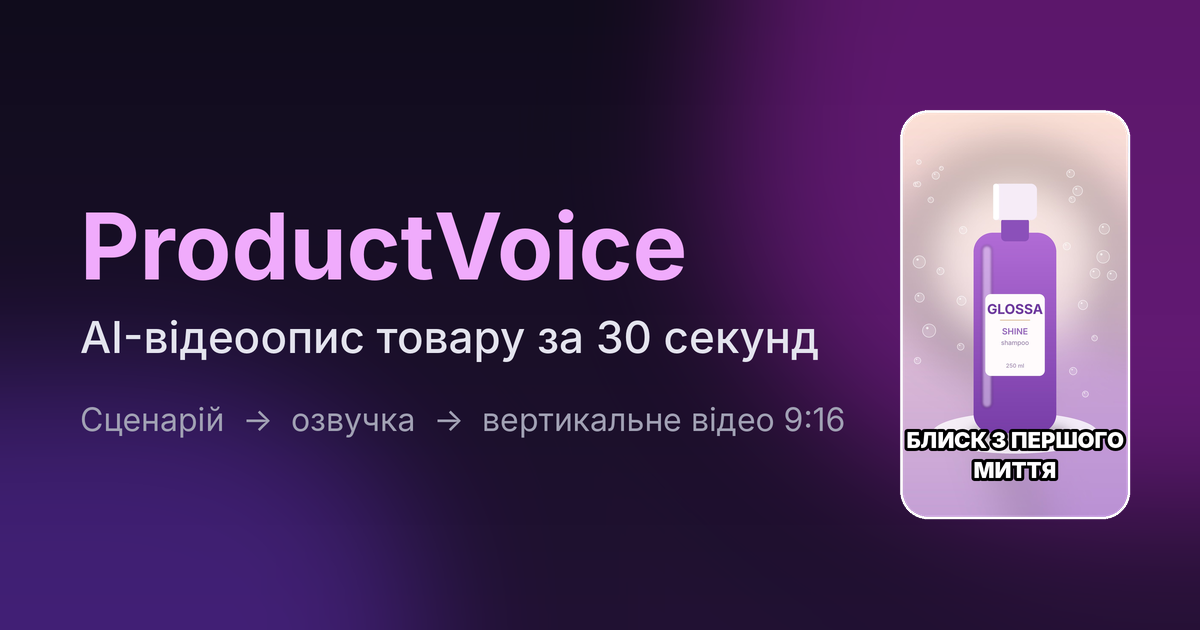 ProductVoice
AI-відеоопис товару за 30 секунд
Сценарій → озвучка → вертикальне відео 9:16
GLOSSA
SHINE
shampoo
250 ml
БЛИСК З ПЕРШОГО
МИТТЯ